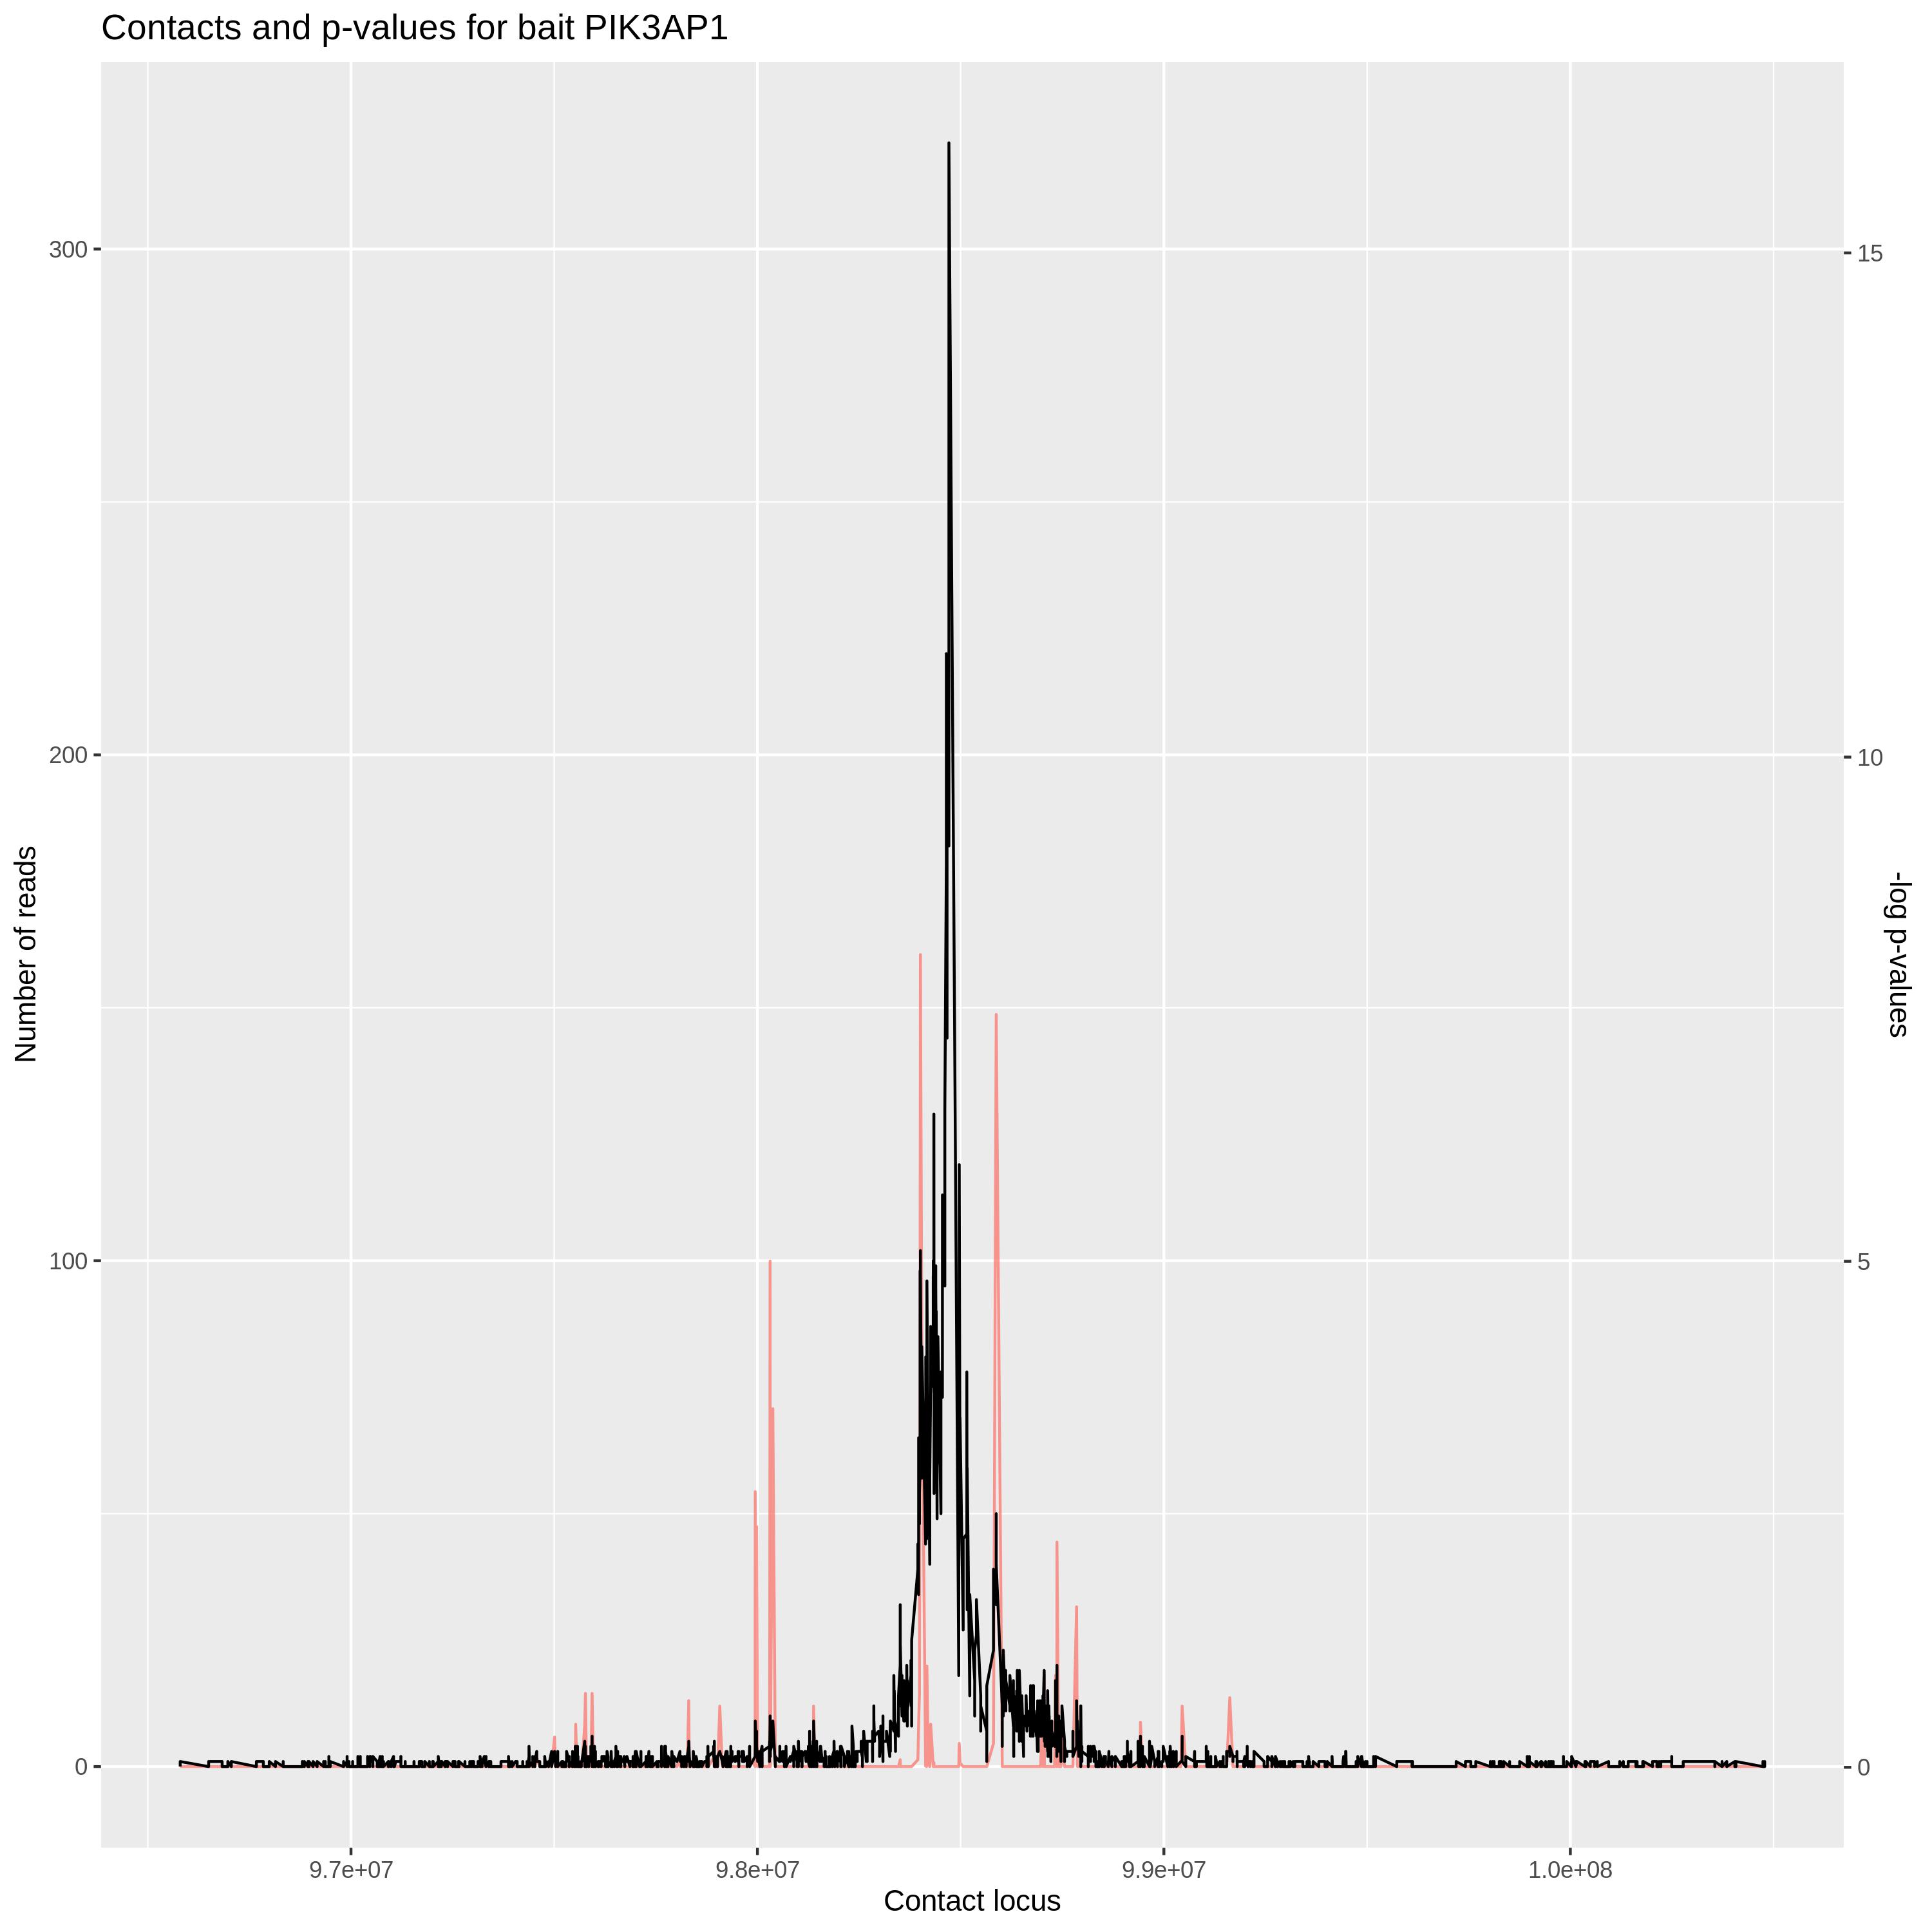 Contacts and p-values for bait PIK3AP1
300
200
100
0
15
10
5
0
Number of reads
-log p-values
9.7e+07
9.8e+07
9.9e+07
1.0e+08
Contact locus